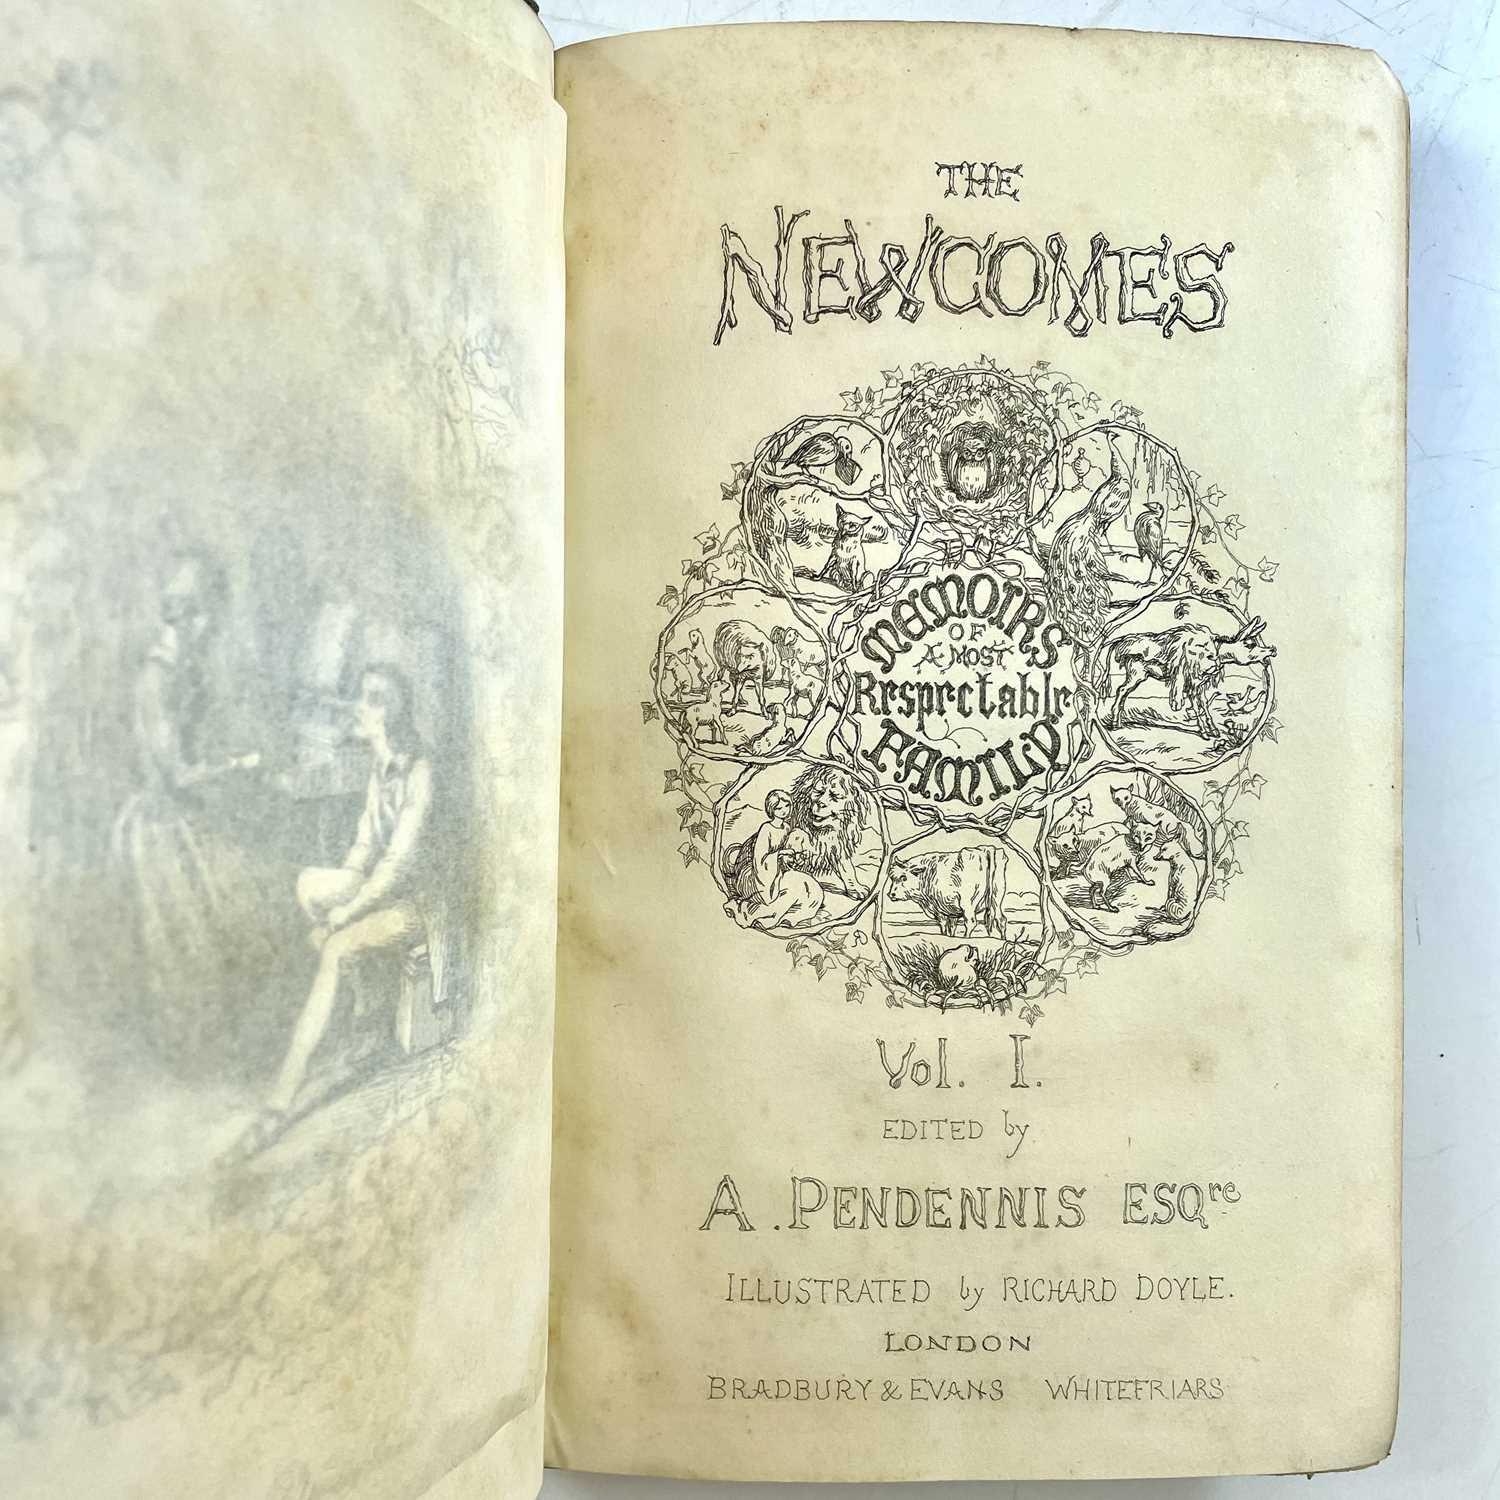 THE
NEWCOMES
MEMOIRS
OF
A MOST
Respectable
FAMILY
Vol. I.
EDITED by
A. PENDENNIS ESQre
ILLUSTRATED by RICHARD DOYLE.
LONDON
BRADBURY & EVANS WHITEFRIARS